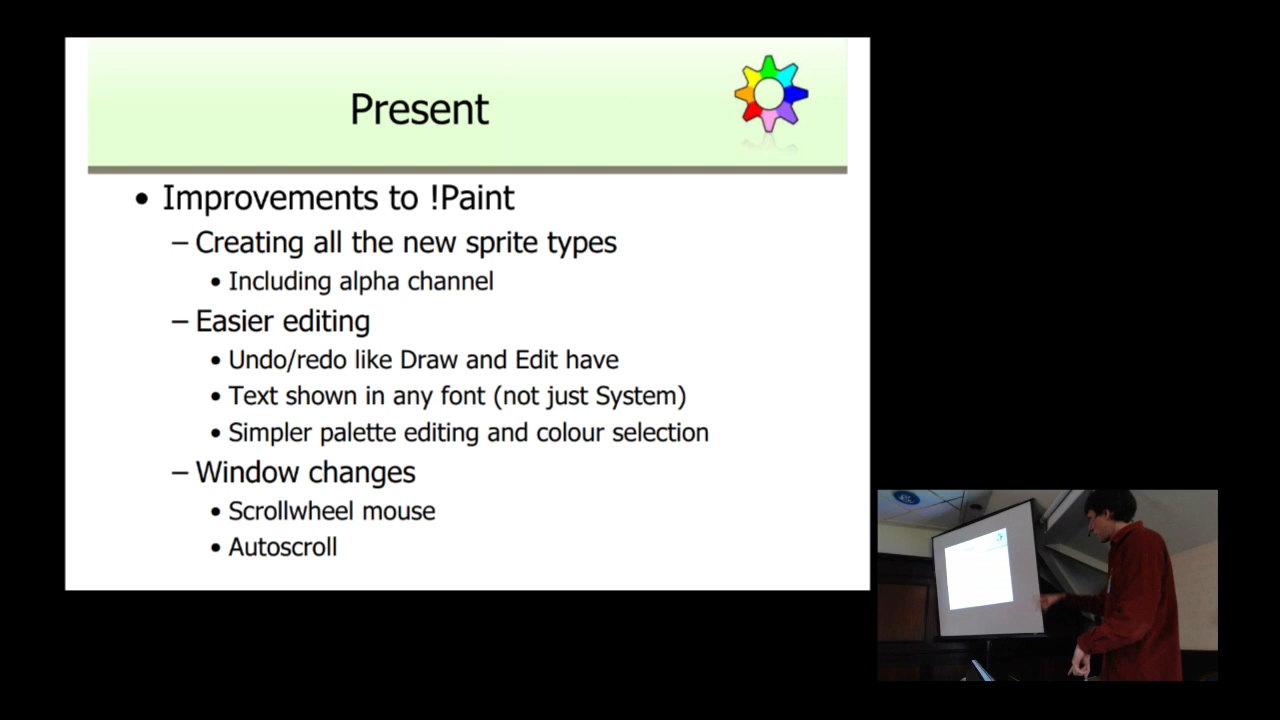 Present
• Improvements to !Paint
– Creating all the new sprite types
• Including alpha channel
– Easier editing
• Undo/redo like Draw and Edit have
• Text shown in any font (not just System)
• Simpler palette editing and colour selection
– Window changes
• Scrollwheel mouse
• Autoscroll